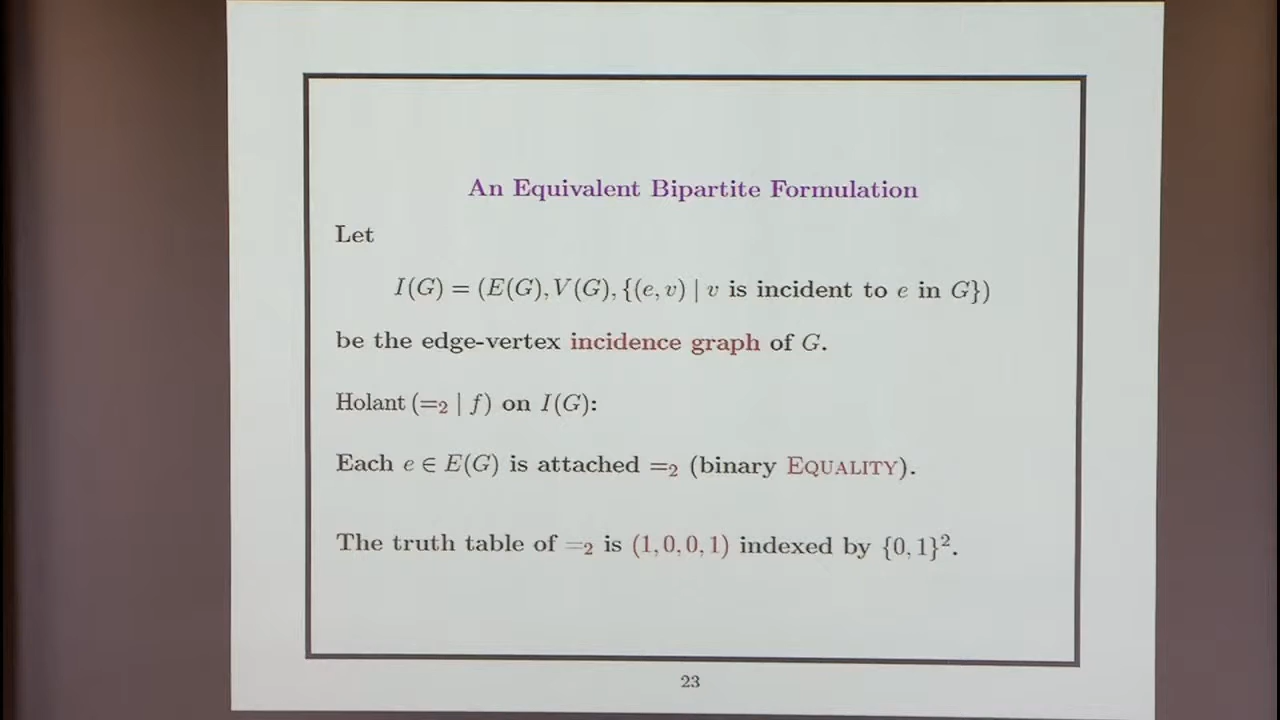 An Equivalent Bipartite Formulation
Let
I(G) = (E(G), V(G), {(e, v) | v is incident to e in G})
be the edge-vertex incidence graph of G.
Holant (=₂ | f) on I(G):
Each e ∈ E(G) is attached =₂ (binary EQUALITY).
The truth table of =₂ is (1, 0, 0, 1) indexed by {0, 1}².
23